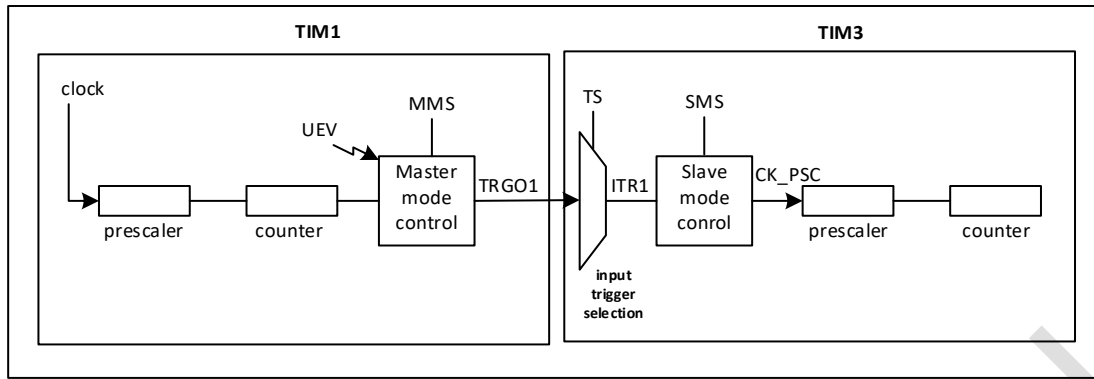 TIM1
TIM3
clock
MMS
UEV
TS
SMS
Master
mode
control
TRGO1
ITR1
Slave
mode
conrol
CK_PSC
prescaler
counter
prescaler
counter
input
trigger
selection